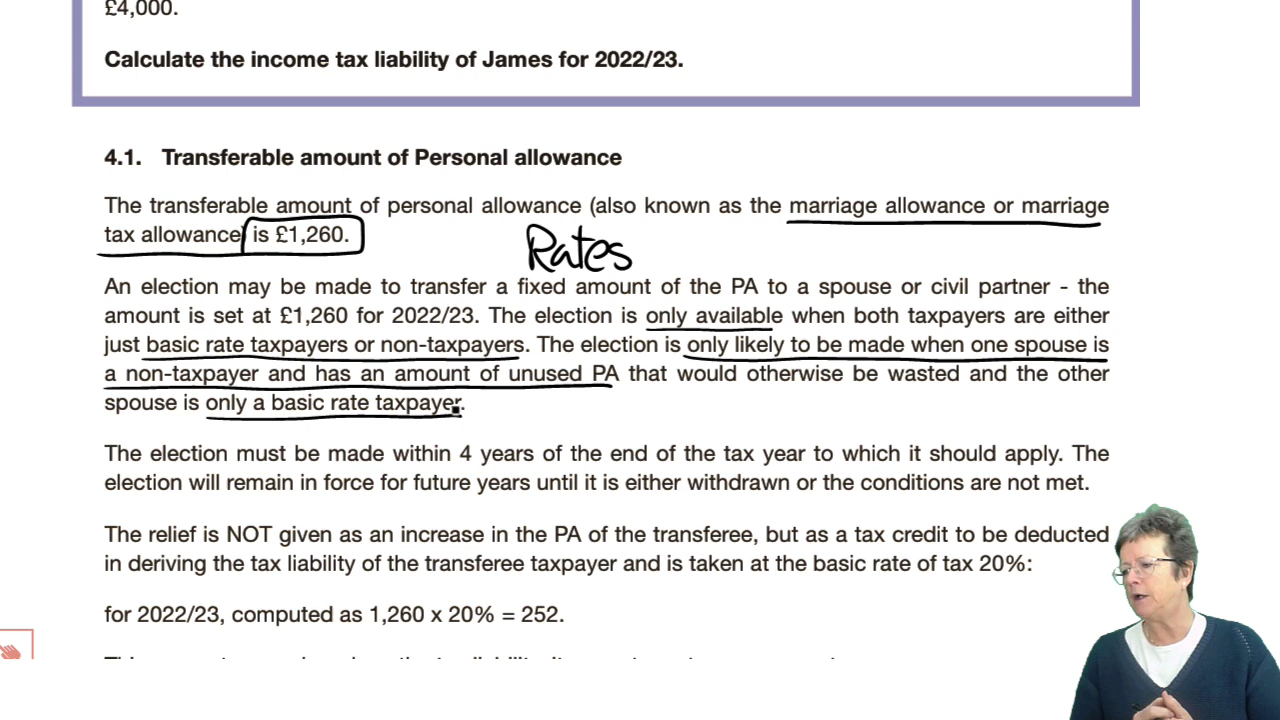 £4,000.
Calculate the income tax liability of James for 2022/23.
4.1. Transferable amount of Personal allowance
The transferable amount of personal allowance (also known as the marriage allowance or marriage
tax allowance) is £1,260.
Rates
An election may be made to transfer a fixed amount of the PA to a spouse or civil partner - the
amount is set at £1,260 for 2022/23. The election is only available when both taxpayers are either
just basic rate taxpayers or non-taxpayers. The election is only likely to be made when one spouse is
a non-taxpayer and has an amount of unused PA that would otherwise be wasted and the other
spouse is only a basic rate taxpayer.
The election must be made within 4 years of the end of the tax year to which it should apply. The
election will remain in force for future years until it is either withdrawn or the conditions are not met.
The relief is NOT given as an increase in the PA of the transferee, but as a tax credit to be deducted
in deriving the tax liability of the transferee taxpayer and is taken at the basic rate of tax 20%:
for 2022/23, computed as 1,260 x 20% = 252.